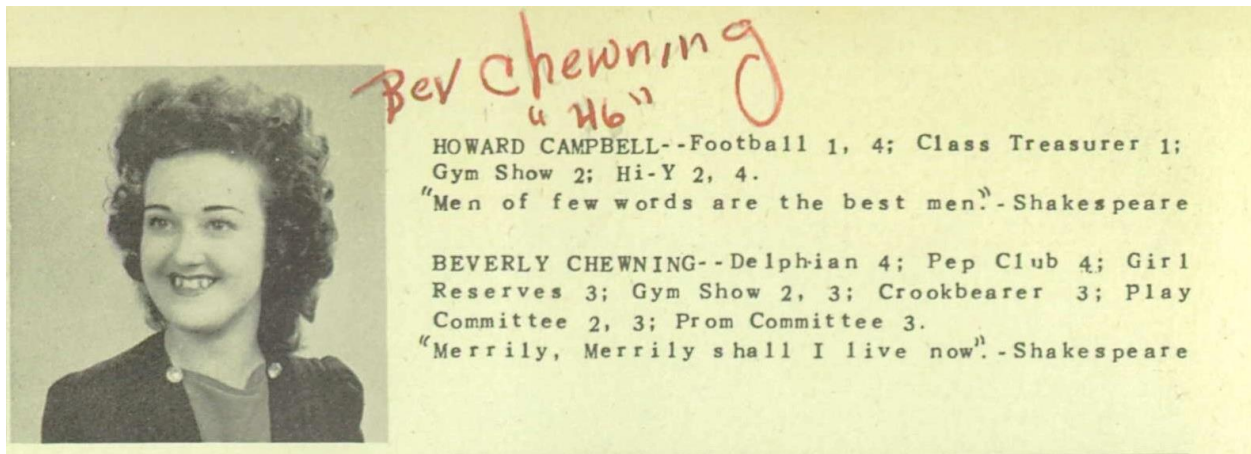 Bev Chewning
"46"
HOWARD CAMPBELL--Football 1, 4; Class Treasurer 1;
Gym Show 2; Hi-Y 2, 4.
"Men of few words are the best men."-Shakespeare
BEVERLY CHEWNING--Delphian 4; Pep Club 4; Girl
Reserves 3; Gym Show 2, 3; Crookbearer 3; Play
Committee 2, 3; Prom Committee 3.
"Merrily, Merrily shall I live now".-Shakespeare